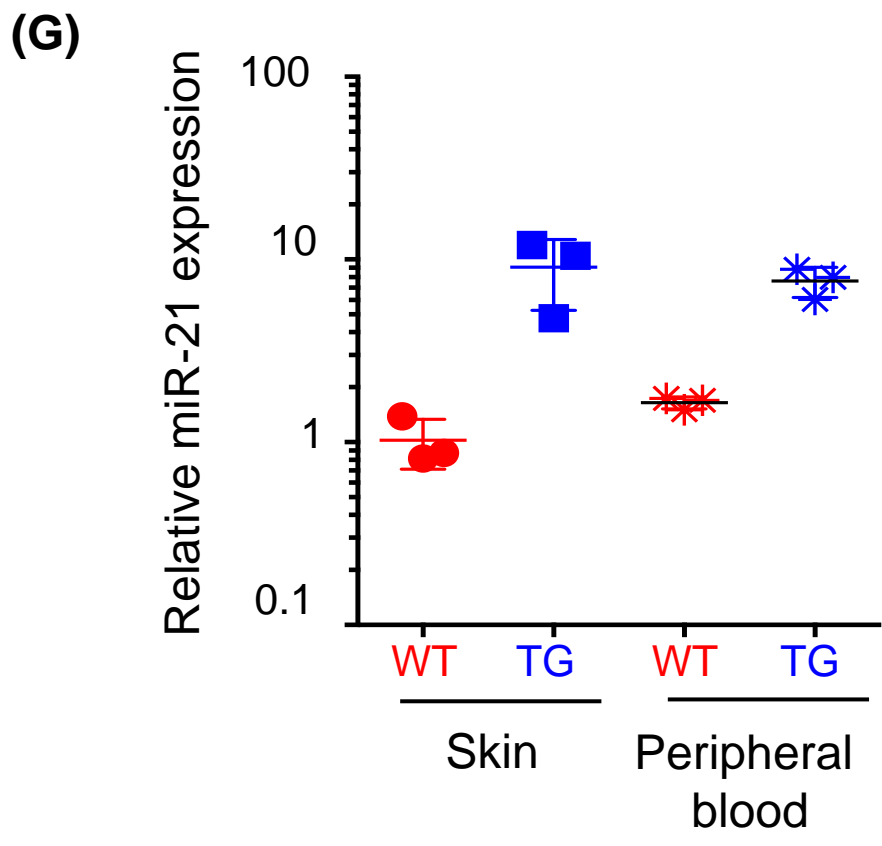 (G)
Relative miR-21 expression
100
10
1
0.1
WT TG WT TG
Skin Peripheral
blood